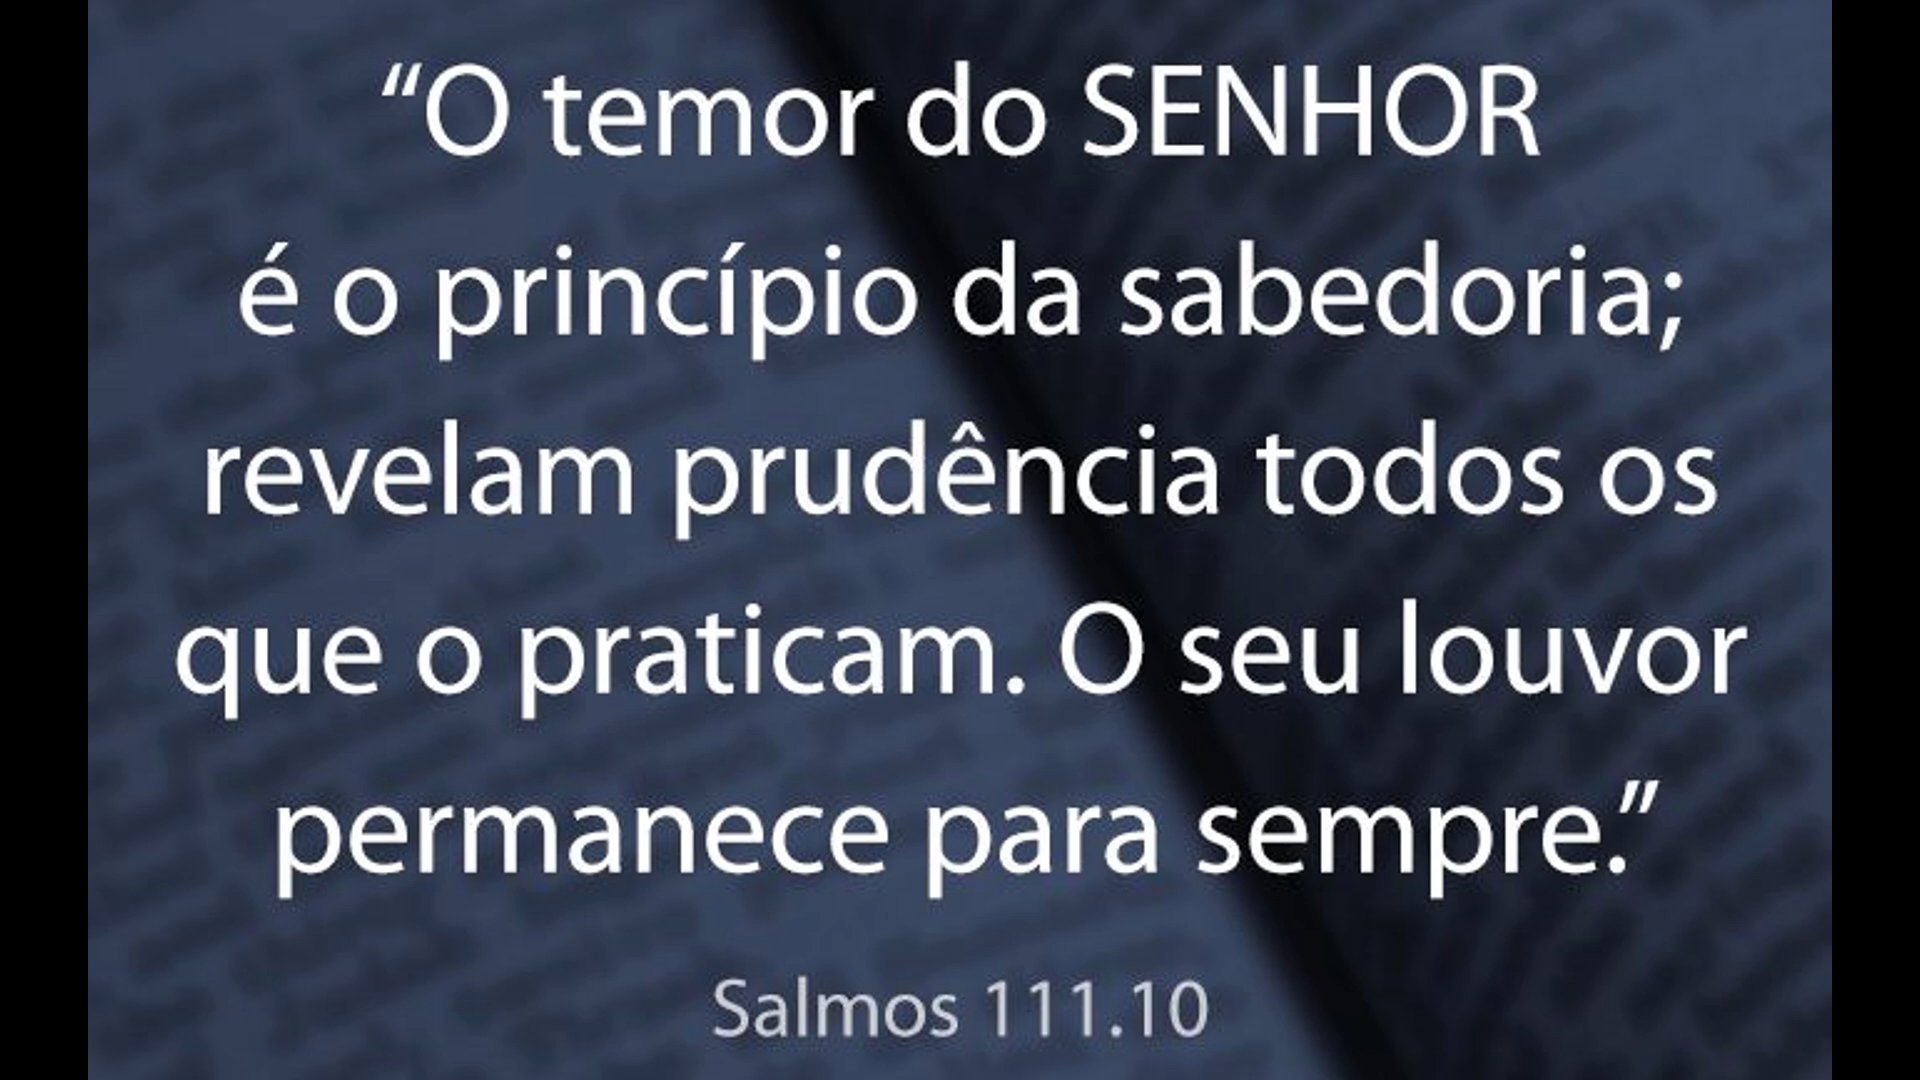 “O temor do SENHOR
é o princípio da sabedoria;
revelam prudência todos os
que o praticam. O seu louvor
permanece para sempre.”
Salmos 111.10